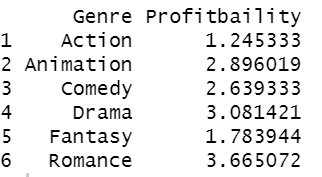 Genre Profitbaility
1 Action 1.245333
2 Animation 2.896019
3 Comedy 2.639333
4 Drama 3.081421
5 Fantasy 1.783944
6 Romance 3.665072